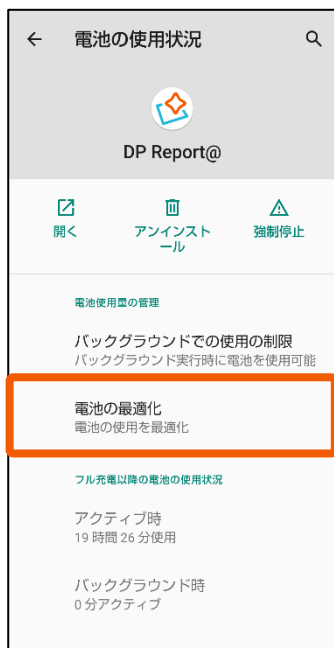 電池の使用状況
DP Report@
開く
アンインスト
ール
強制停止
電池使用量の管理
バックグラウンドでの使用の制限
バックグラウンド実行時に電池を使用可能
電池の最適化
電池の使用を最適化
フル充電以降の電池の使用状況
アクティブ時
19 時間 26 分使用
バックグラウンド時
0 分アクティブ